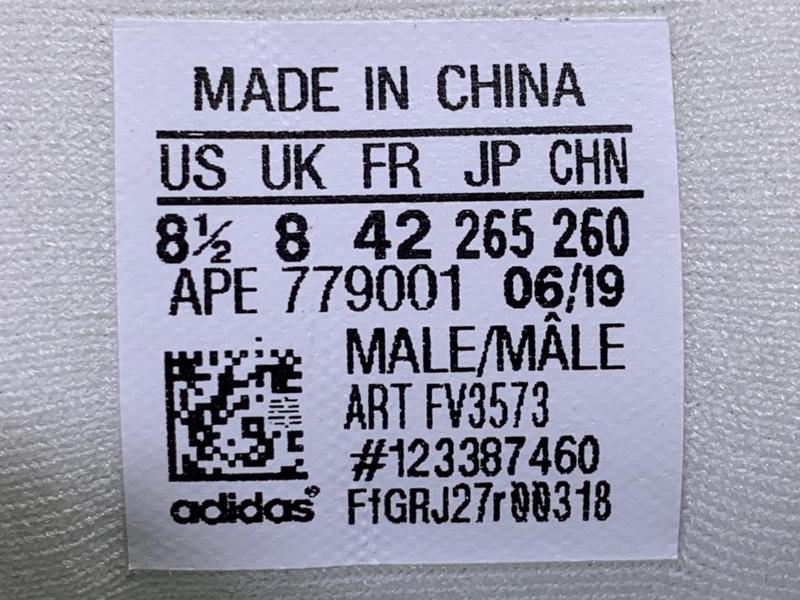 MADE IN CHINA
US UK FR JP CHN
8½ 8 42 265 260
APE 779001 06/19
MALE/MÂLE
ART FV3573
#123387460
adidas® FfGRJ27r00318